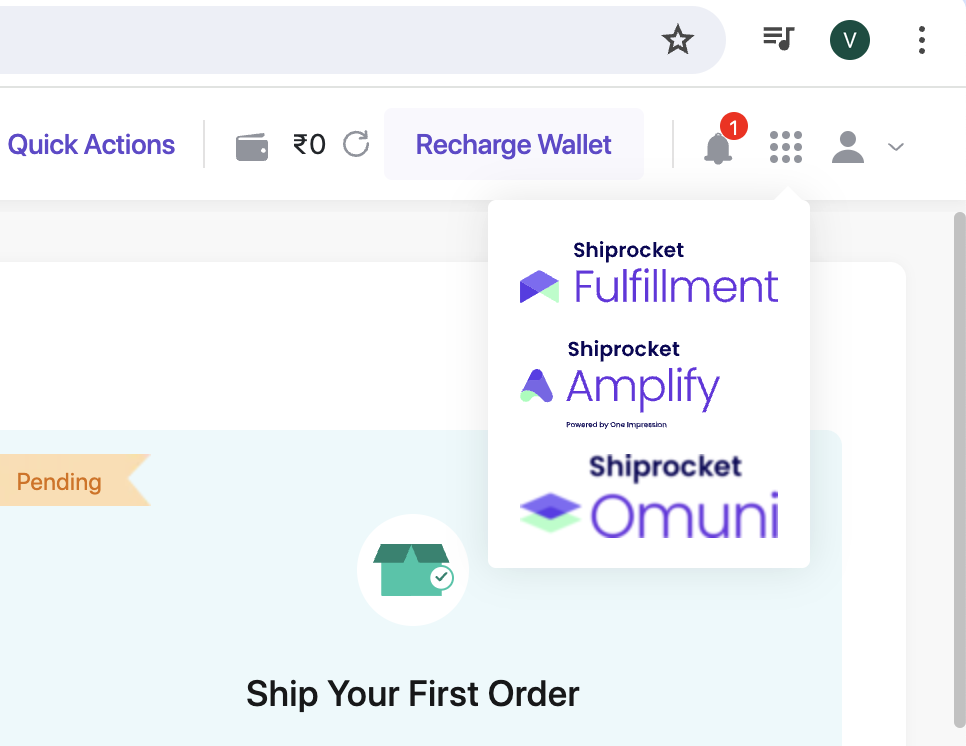 V
Quick Actions
₹0
Recharge Wallet
1
Shiprocket
Fulfillment
Shiprocket
Amplify
Powered by One Impression
Shiprocket
Omuni
Pending
Ship Your First Order